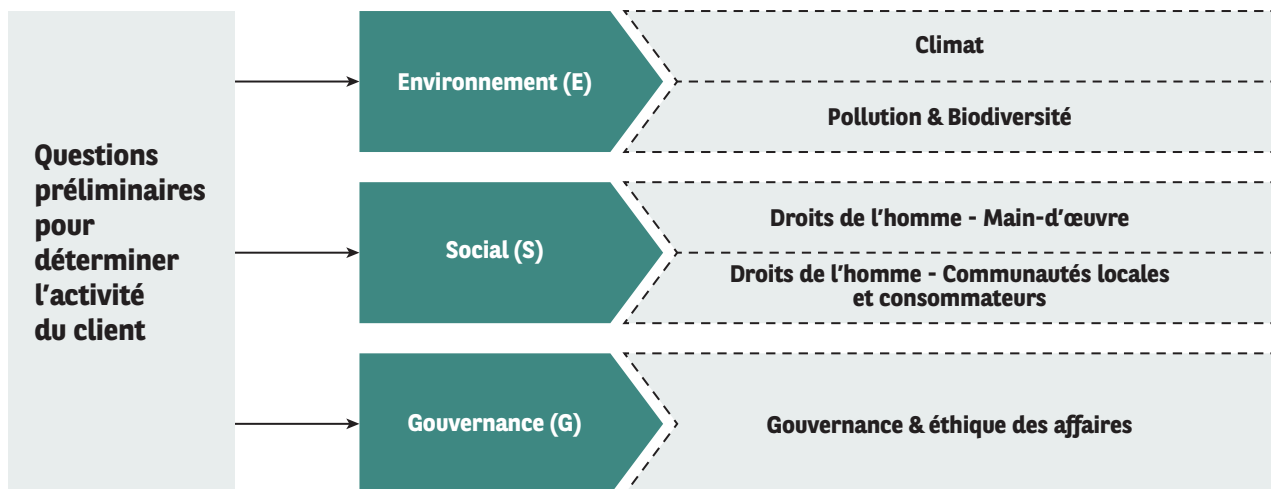 Questions
préliminaires
pour
déterminer
l’activité
du client
Environnement (E)
Climat
Pollution & Biodiversité
Social (S)
Droits de l’homme - Main-d’œuvre
Droits de l’homme - Communautés locales
et consommateurs
Gouvernance (G)
Gouvernance & éthique des affaires